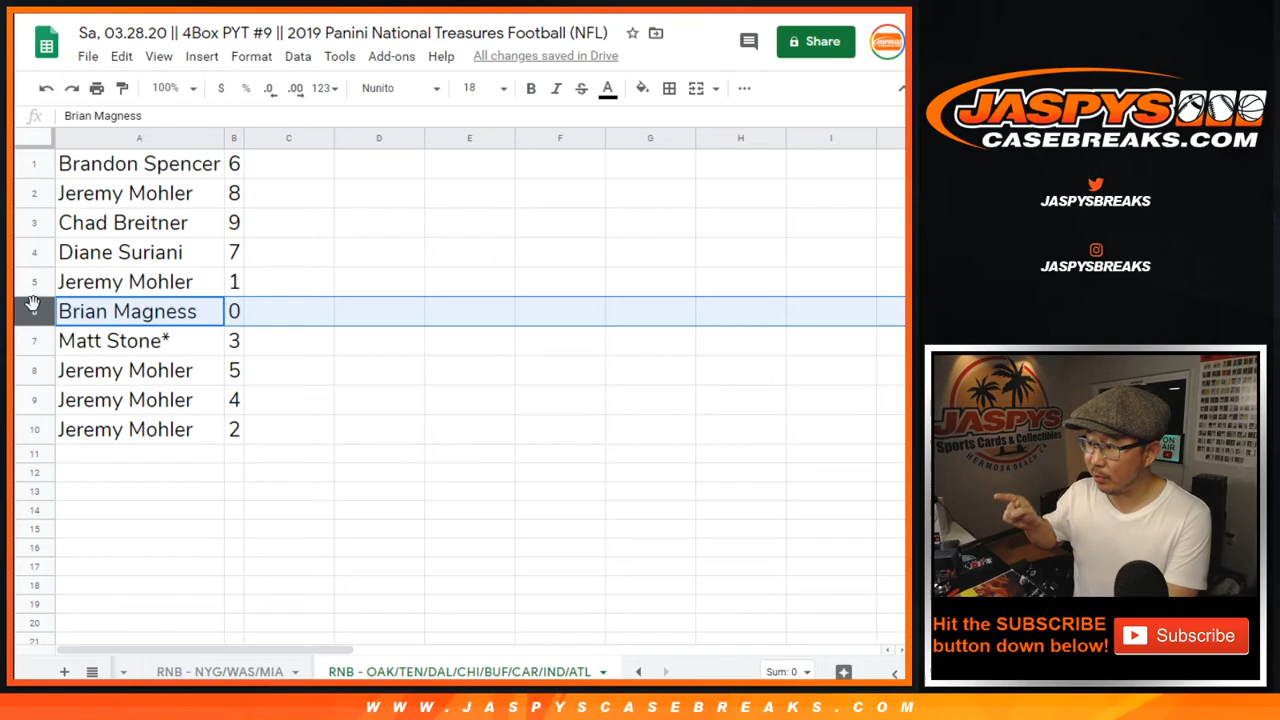 Sa, 03.28.20 || 4Box PYT #9 || 2019 Panini National Treasures Football (NFL)
File Edit View Insert Format Data Tools Add-ons Help All changes saved in Drive
Share
100% $ % .0 .00 123 Nunito 18 B I S A
fx Brian Magness
A B C D E F G H I
1 Brandon Spencer 6
2 Jeremy Mohler 8
3 Chad Breitner 9
4 Diane Suriani 7
5 Jeremy Mohler 1
Brian Magness 0
7 Matt Stone* 3
8 Jeremy Mohler 5
9 Jeremy Mohler 4
10 Jeremy Mohler 2
11
12
13
14
15
16
17
18
19
20
21
RNB - NYG/WAS/MIA RNB - OAK/TEN/DAL/CHI/BUF/CAR/IND/ATL Sum: 0
JASPYS
CASEBREAKS.COM
JASPYSBREAKS
JASPYSBREAKS
JASPYS
Sports Cards & Collectibles
HERMOSA BEACH, CA
ON AIR
Hit the SUBSCRIBE
button down below!
Subscribe
WWW.JASPYSCASEBREAKS.COM